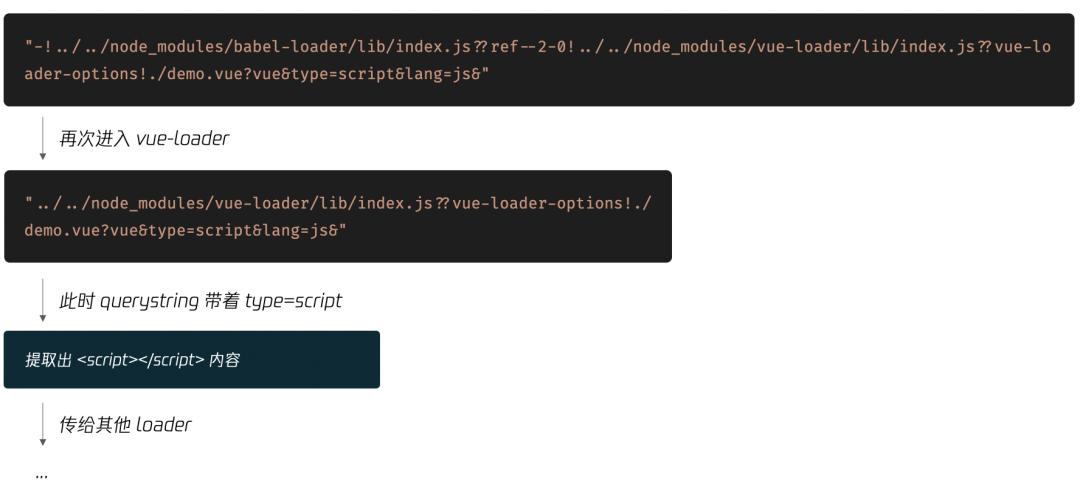 "-!../../node_modules/babel-loader/lib/index.js??ref--2-0!../../node_modules/vue-loader/lib/index.js??vue-lo
ader-options!./demo.vue?vue&type=script&lang=js&"
再次进入 vue-loader
"../../node_modules/vue-loader/lib/index.js??vue-loader-options!./
demo.vue?vue&type=script&lang=js&"
此时 querystring 带着 type=script
提取出 <script></script> 内容
传给其他 loader
...